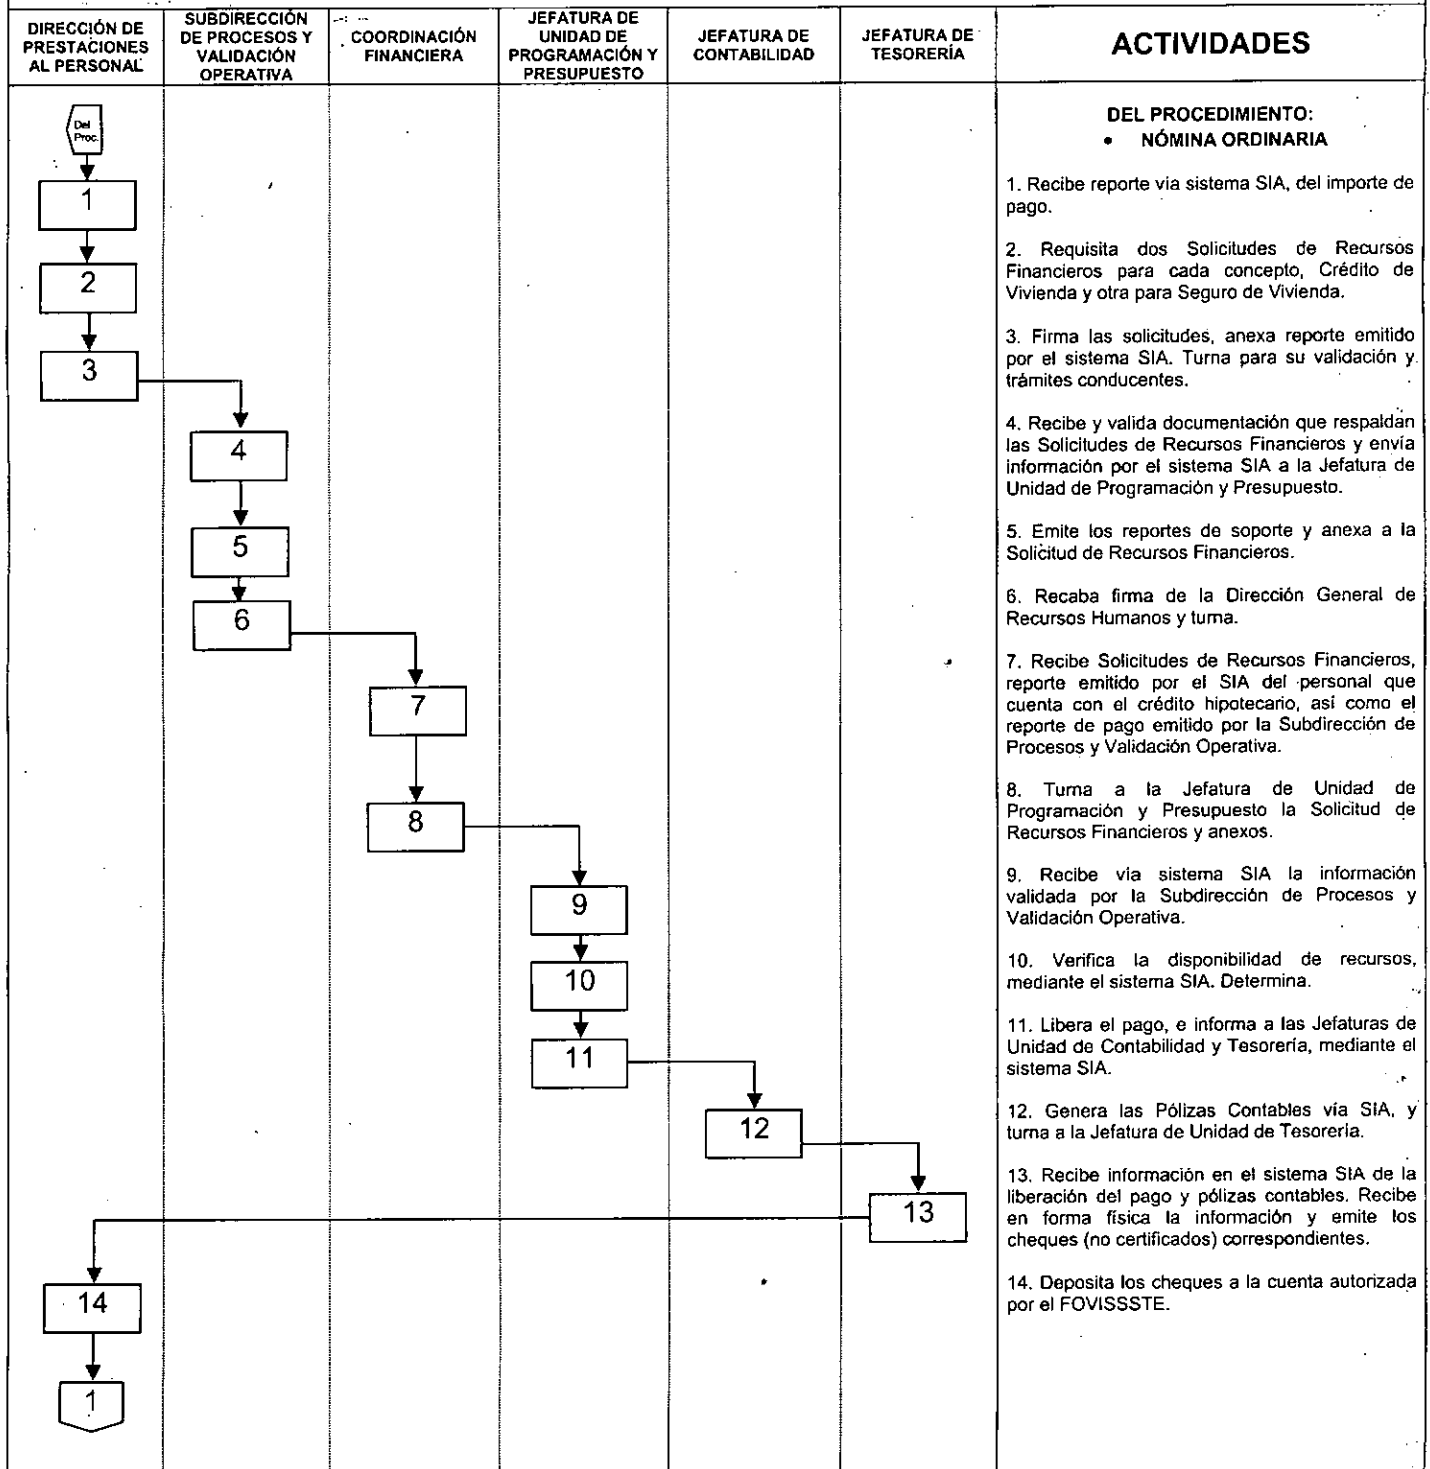 DIRECCIÓN DE
PRESTACIONES
AL PERSONAL
SUBDIRECCIÓN
DE PROCESOS Y
VALIDACIÓN
OPERATIVA
COORDINACIÓN
FINANCIERA
JEFATURA DE
UNIDAD DE
PROGRAMACIÓN Y
PRESUPUESTO
JEFATURA DE
CONTABILIDAD
JEFATURA DE
TESORERÍA
ACTIVIDADES
Del
Proc.
1
2
3
4
5
6
7
8
9
10
11
12
13
14
1
DEL PROCEDIMIENTO:
• NÓMINA ORDINARIA
1. Recibe reporte via sistema SIA, del importe de
pago.
2. Requisita dos Solicitudes de Recursos
Financieros para cada concepto, Crédito de
Vivienda y otra para Seguro de Vivienda.
3. Firma las solicitudes, anexa reporte emitido
por el sistema SIA. Turna para su validación y
trámites conducentes.
4. Recibe y valida documentación que respaldan
las Solicitudes de Recursos Financieros y envía
información por el sistema SIA a la Jefatura de
Unidad de Programación y Presupuesto.
5. Emite los reportes de soporte y anexa a la
Solicitud de Recursos Financieros.
6. Recaba firma de la Dirección General de
Recursos Humanos y turna.
7. Recibe Solicitudes de Recursos Financieros,
reporte emitido por el SIA del personal que
cuenta con el crédito hipotecario, así como el
reporte de pago emitido por la Subdirección de
Procesos y Validación Operativa.
8. Turna a la Jefatura de Unidad de
Programación y Presupuesto la Solicitud de
Recursos Financieros y anexos.
9. Recibe via sistema SIA la información
validada por la Subdirección de Procesos y
Validación Operativa.
10. Verifica la disponibilidad de recursos,
mediante el sistema SIA. Determina.
11. Libera el pago, e informa a las Jefaturas de
Unidad de Contabilidad y Tesorería, mediante el
sistema SIA.
12. Genera las Pólizas Contables vía SIA, y
turna a la Jefatura de Unidad de Tesorería.
13. Recibe información en el sistema SIA de la
liberación del pago y pólizas contables. Recibe
en forma física la información y emite los
cheques (no certificados) correspondientes.
14. Deposita los cheques a la cuenta autorizada
por el FOVISSSTE.